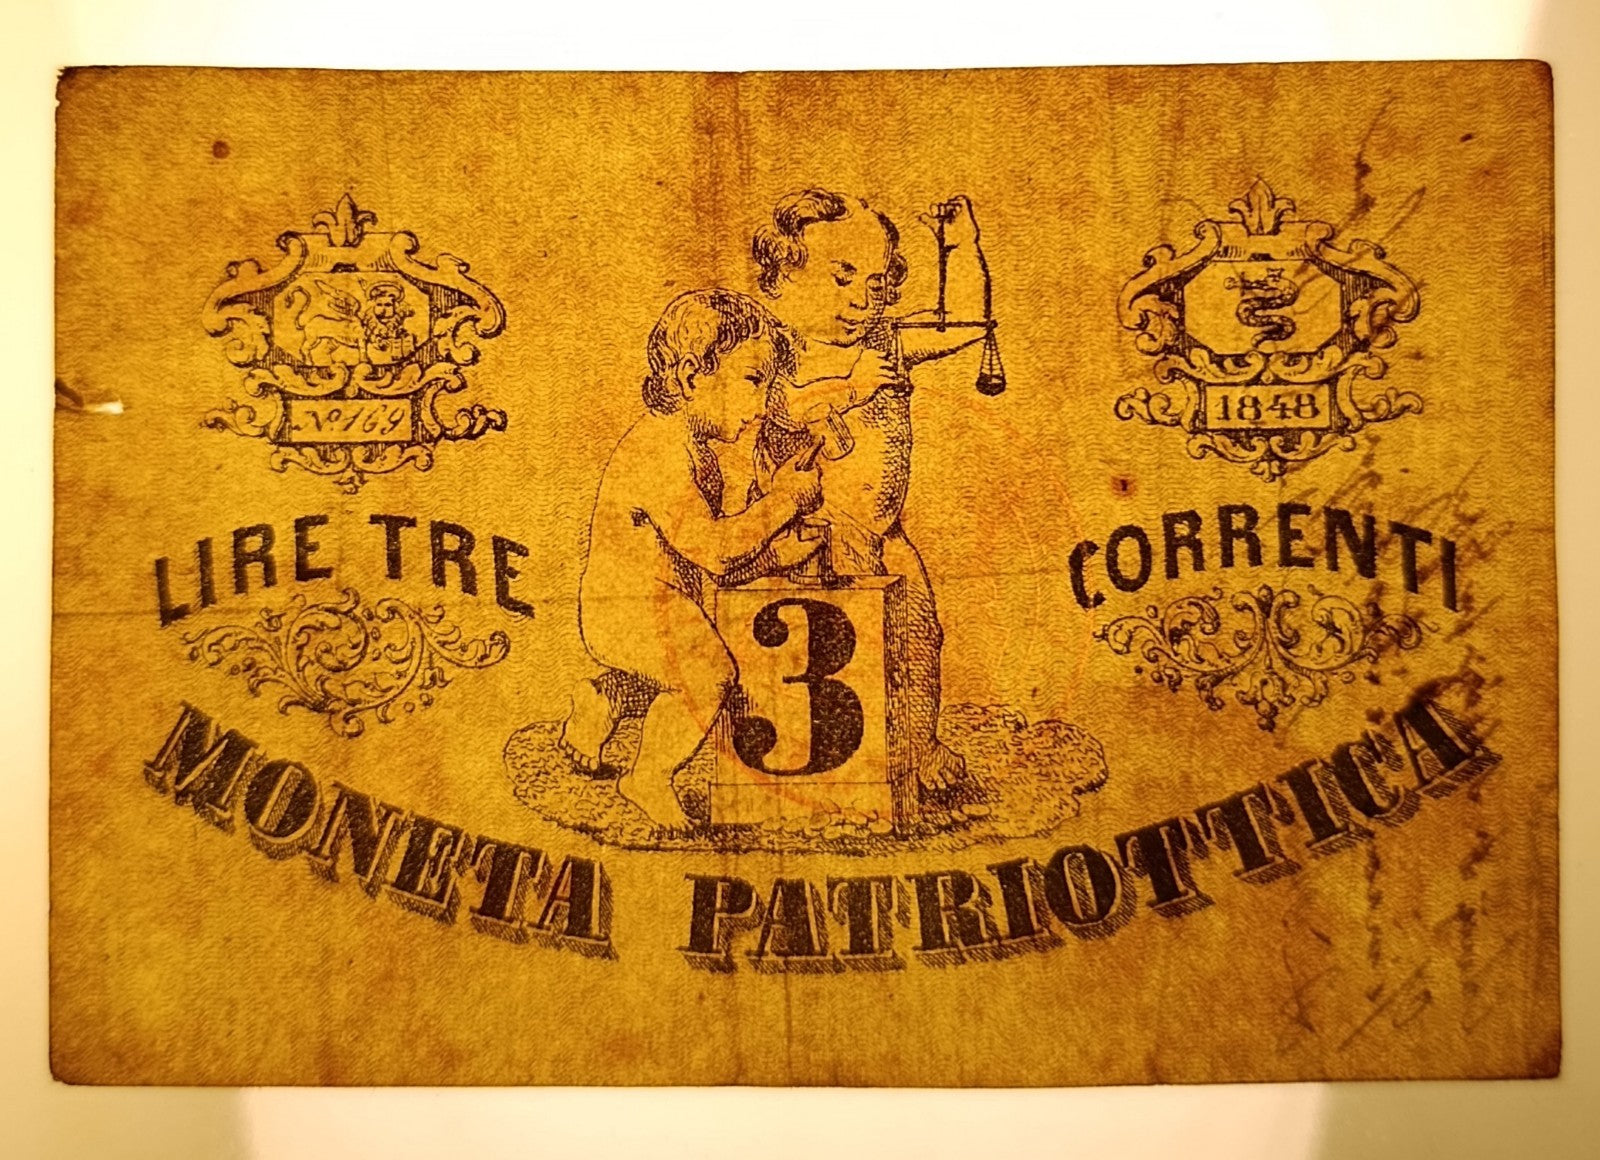 Nº 169
1848
LIRE TRE
CORRENTI
3
MONETA PATRIOTTICA